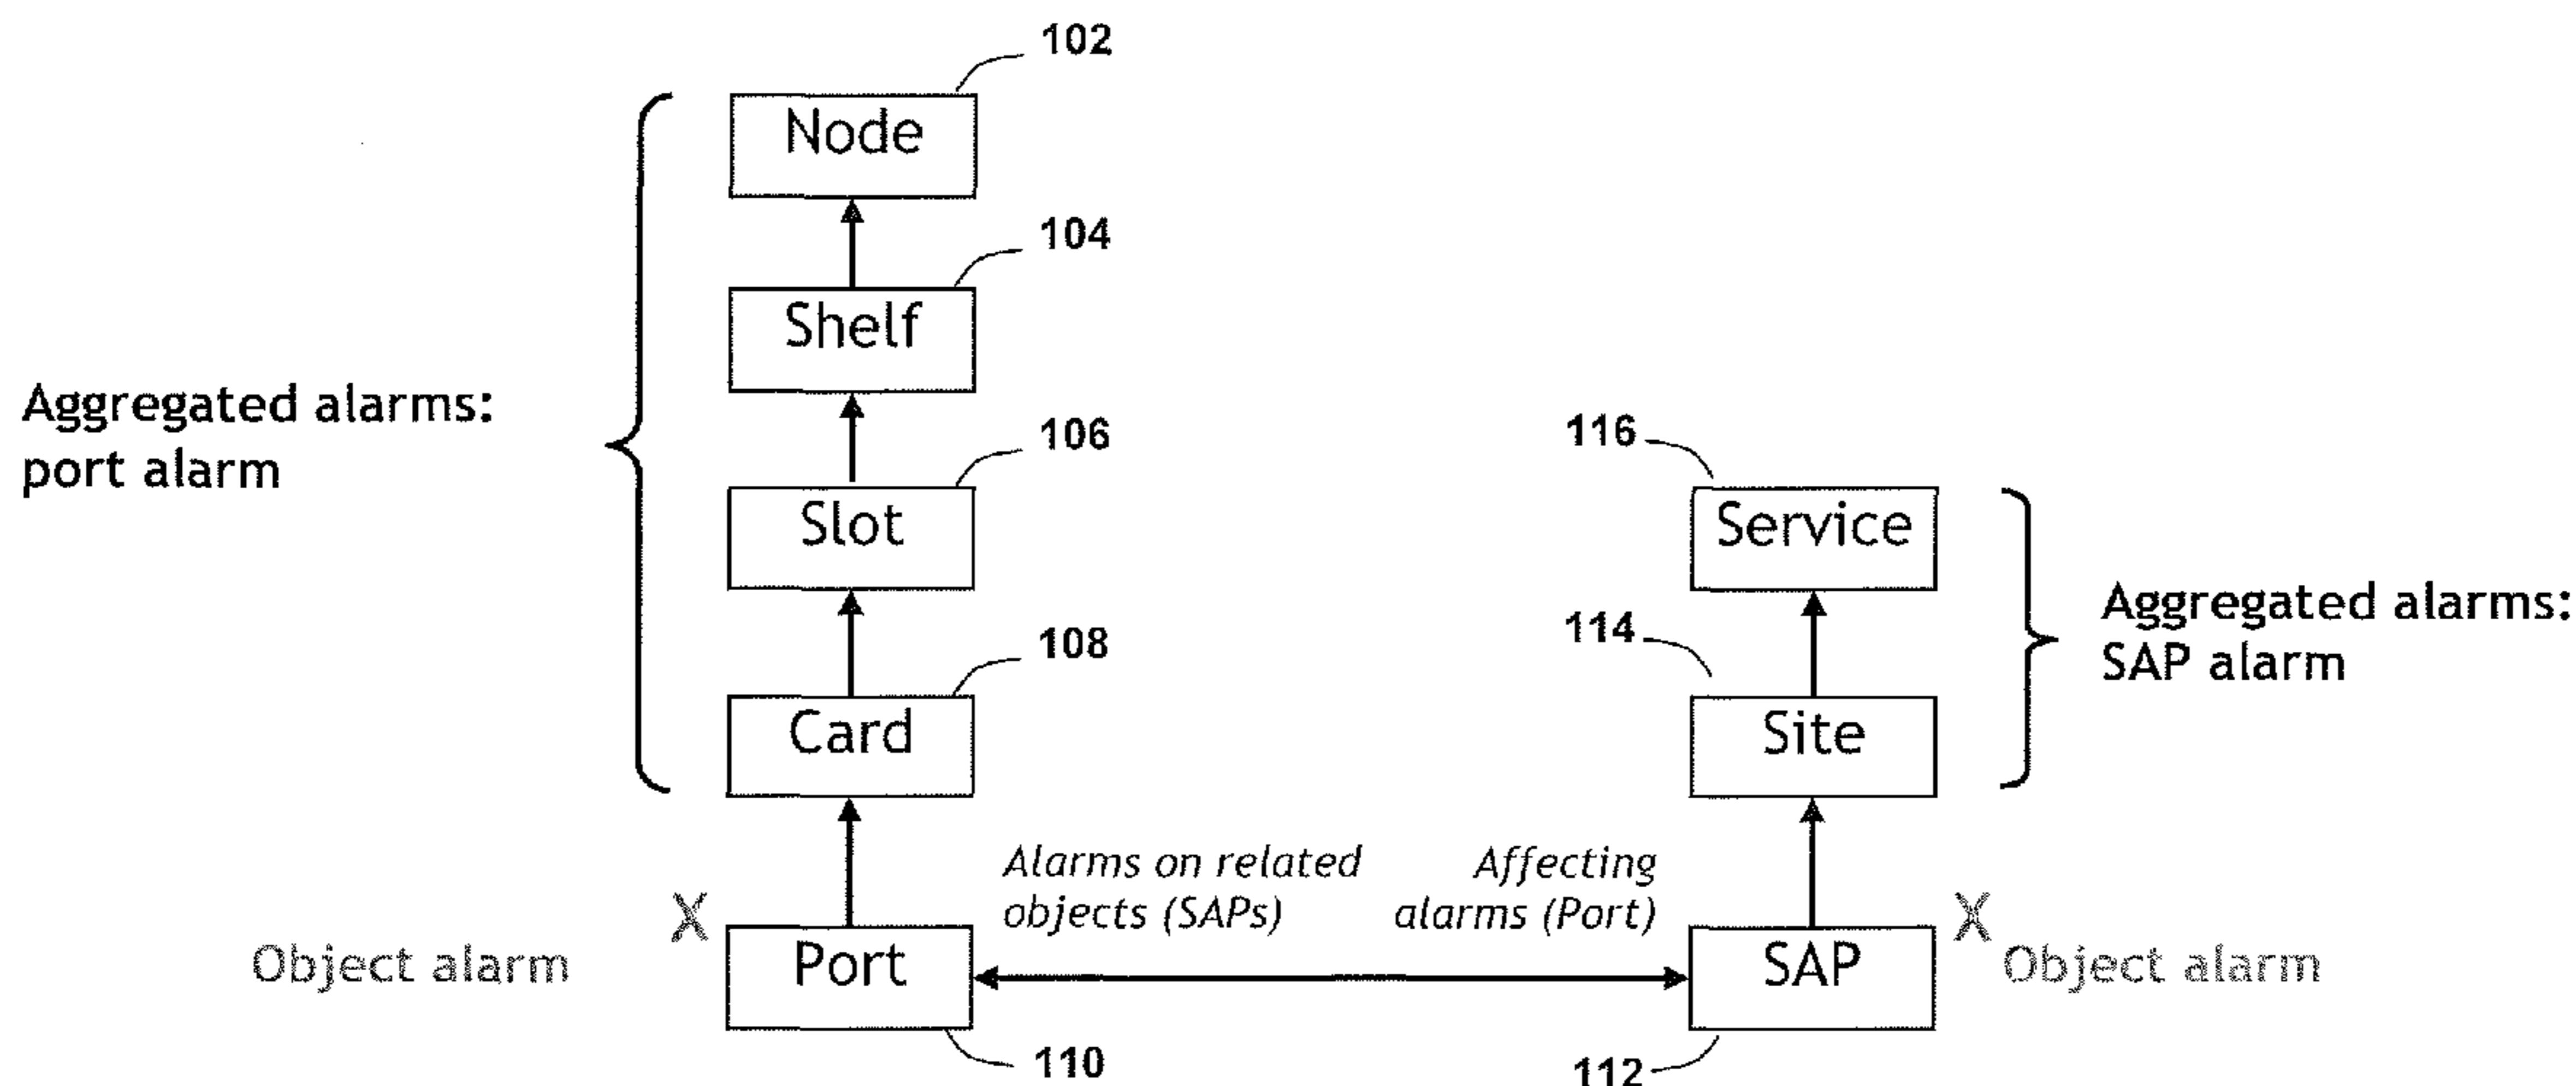 102
Node
104
Shelf
Aggregated alarms:
port alarm
106
Slot
116
Service
108
Card
114
Site
Aggregated alarms:
SAP alarm
Alarms on related
objects (SAPs)
Affecting
alarms (Port)
X
Object alarm
Port
110
SAP
112
X
Object alarm